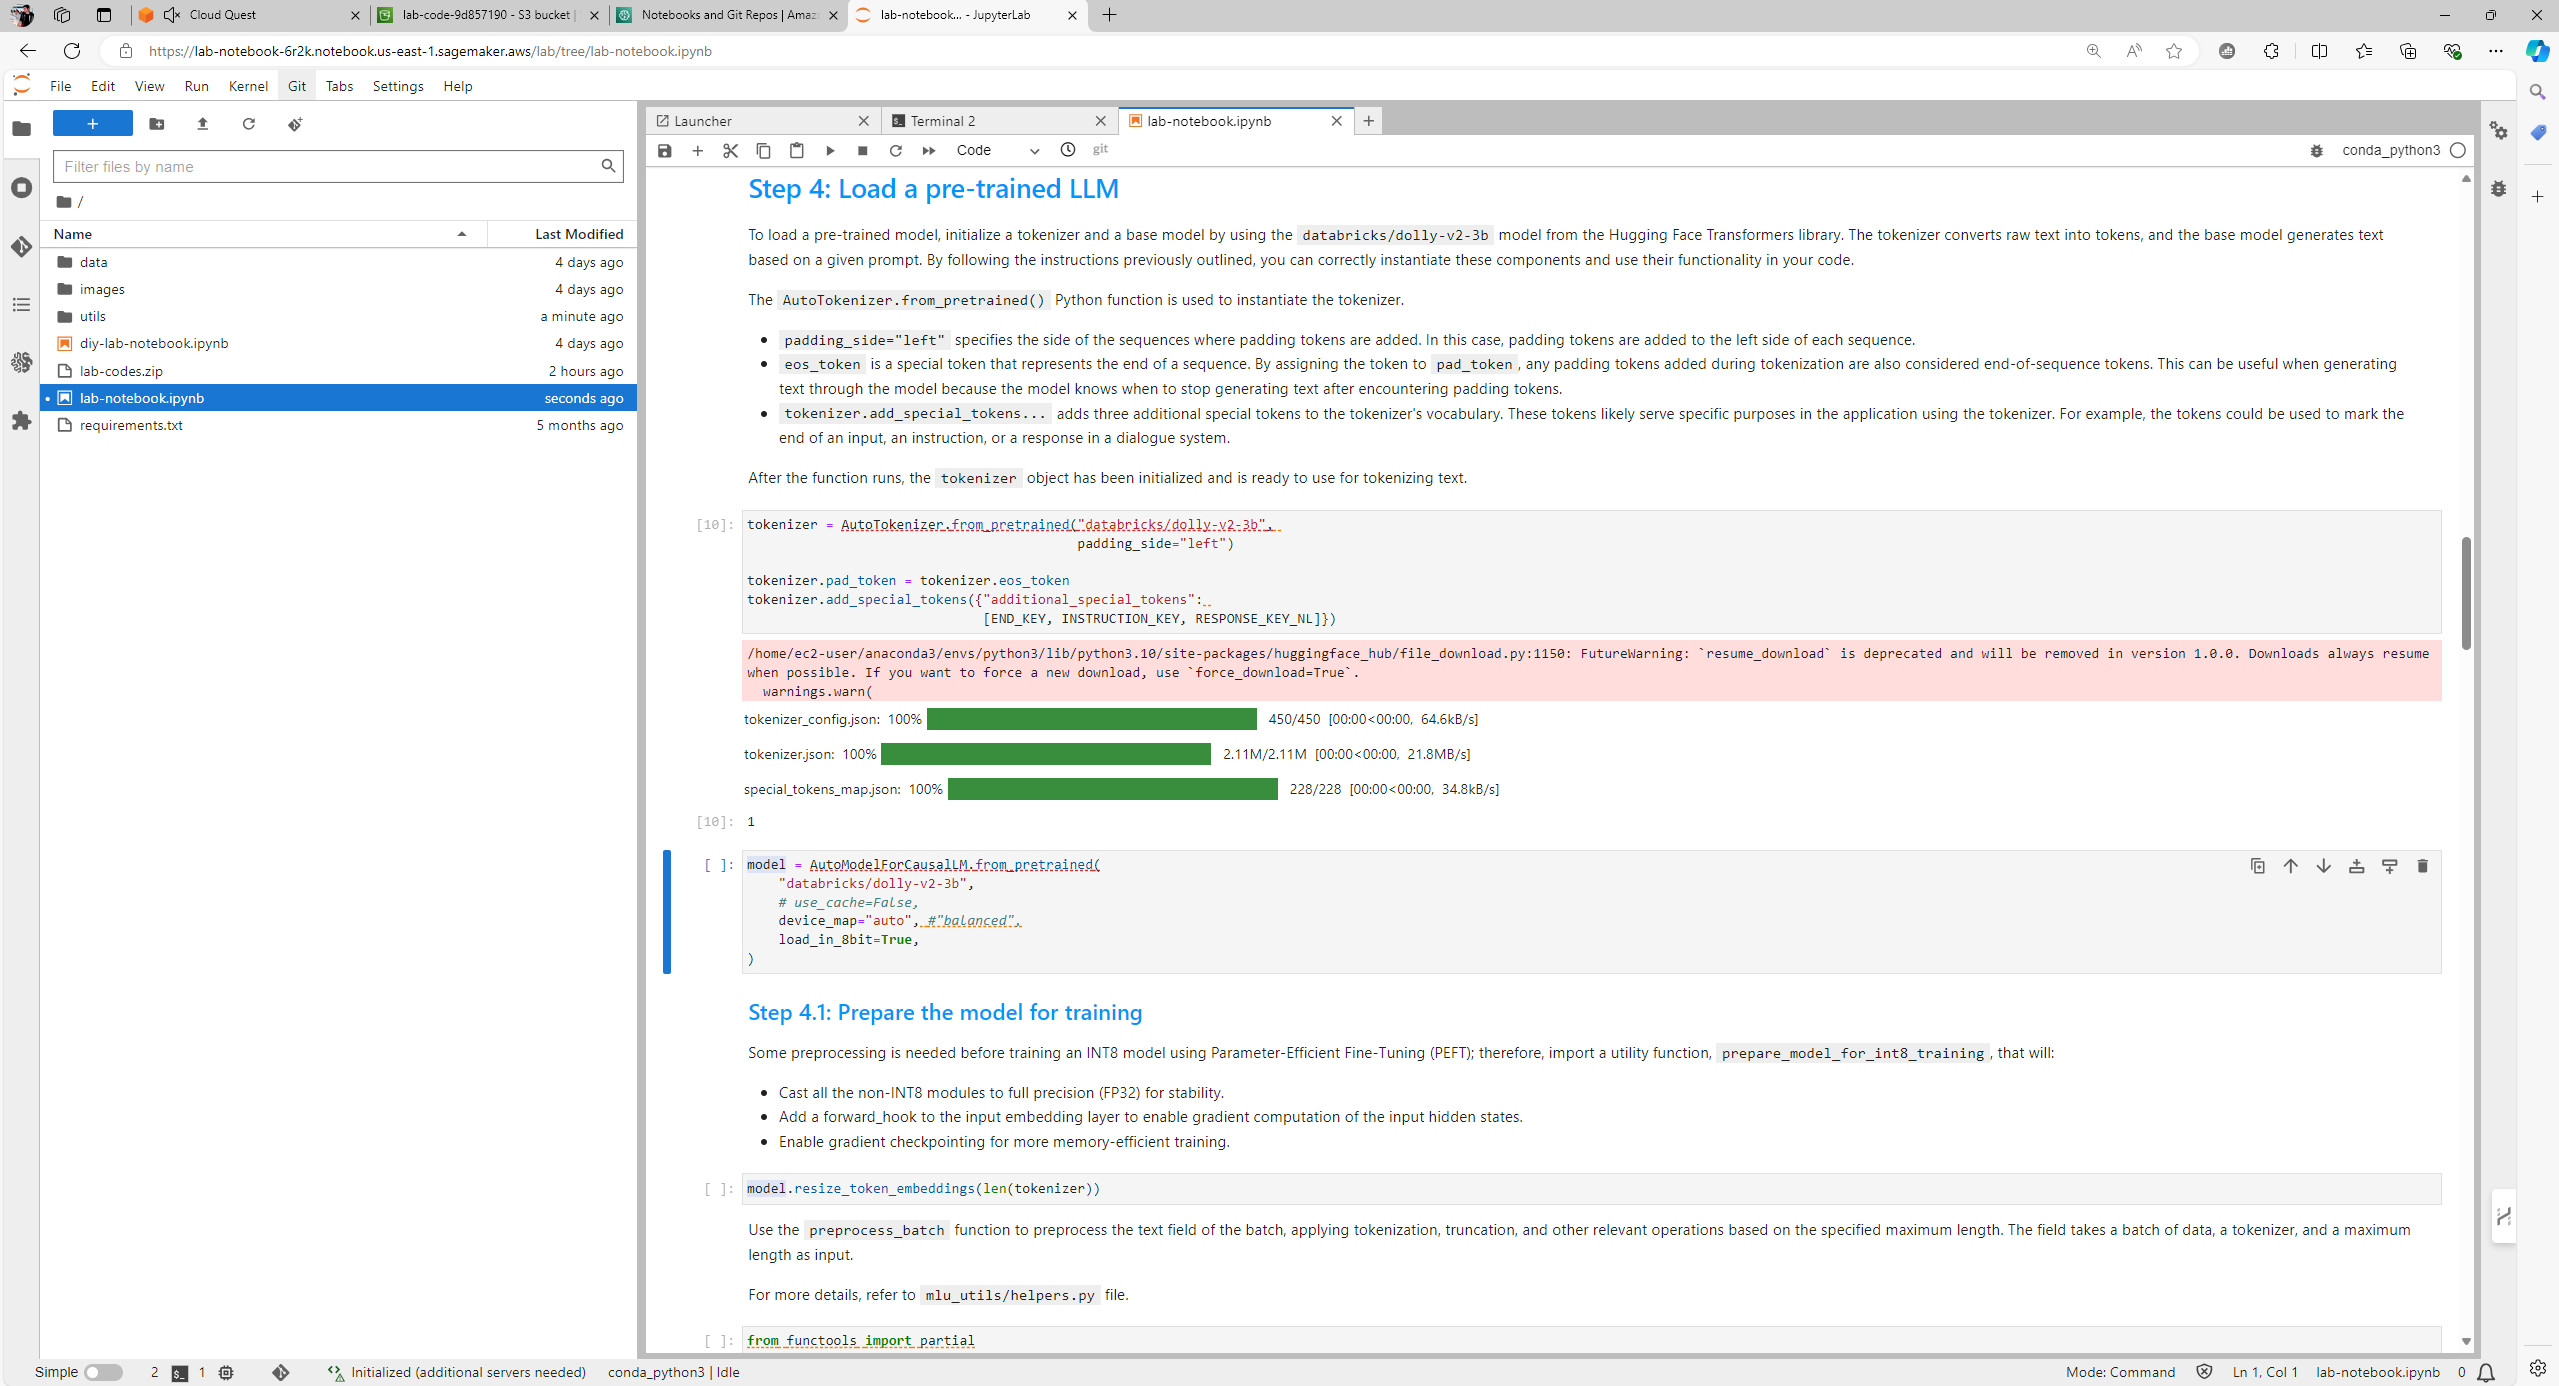 Cloud Quest
lab-code-9d857190 - S3 bucket |
Notebooks and Git Repos | Amaz
lab-notebook... - JupyterLab
https://lab-notebook-6r2k.notebook.us-east-1.sagemaker.aws/lab/tree/lab-notebook.ipynb
File Edit View Run Kernel Git Tabs Settings Help
Filter files by name
/
Name Last Modified
data 4 days ago
images 4 days ago
utils a minute ago
diy-lab-notebook.ipynb 4 days ago
lab-codes.zip 2 hours ago
lab-notebook.ipynb seconds ago
requirements.txt 5 months ago
Launcher
Terminal 2
lab-notebook.ipynb
Code
git
conda_python3
Step 4: Load a pre-trained LLM
To load a pre-trained model, initialize a tokenizer and a base model by using the databricks/dolly-v2-3b model from the Hugging Face Transformers library. The tokenizer converts raw text into tokens, and the base model generates text
based on a given prompt. By following the instructions previously outlined, you can correctly instantiate these components and use their functionality in your code.
The AutoTokenizer.from_pretrained() Python function is used to instantiate the tokenizer.
padding_side="left" specifies the side of the sequences where padding tokens are added. In this case, padding tokens are added to the left side of each sequence.
eos_token is a special token that represents the end of a sequence. By assigning the token to pad_token, any padding tokens added during tokenization are also considered end-of-sequence tokens. This can be useful when generating
text through the model because the model knows when to stop generating text after encountering padding tokens.
tokenizer.add_special_tokens... adds three additional special tokens to the tokenizer's vocabulary. These tokens likely serve specific purposes in the application using the tokenizer. For example, the tokens could be used to mark the
end of an input, an instruction, or a response in a dialogue system.
After the function runs, the tokenizer object has been initialized and is ready to use for tokenizing text.
[10]: tokenizer = AutoTokenizer.from_pretrained("databricks/dolly-v2-3b",
padding_side="left")
tokenizer.pad_token = tokenizer.eos_token
tokenizer.add_special_tokens({"additional_special_tokens":
[END_KEY, INSTRUCTION_KEY, RESPONSE_KEY_NL]})
/home/ec2-user/anaconda3/envs/python3/lib/python3.10/site-packages/huggingface_hub/file_download.py:1150: FutureWarning: `resume_download` is deprecated and will be removed in version 1.0.0. Downloads always resume
when possible. If you want to force a new download, use `force_download=True`.
warnings.warn(
tokenizer_config.json: 100% 450/450 [00:00<00:00, 64.6kB/s]
tokenizer.json: 100% 2.11M/2.11M [00:00<00:00, 21.8MB/s]
special_tokens_map.json: 100% 228/228 [00:00<00:00, 34.8kB/s]
[10]: 1
[ ]: model = AutoModelForCausalLM.from_pretrained(
"databricks/dolly-v2-3b",
# use_cache=False,
device_map="auto", #"balanced",
load_in_8bit=True,
)
Step 4.1: Prepare the model for training
Some preprocessing is needed before training an INT8 model using Parameter-Efficient Fine-Tuning (PEFT); therefore, import a utility function, prepare_model_for_int8_training, that will:
Cast all the non-INT8 modules to full precision (FP32) for stability.
Add a forward_hook to the input embedding layer to enable gradient computation of the input hidden states.
Enable gradient checkpointing for more memory-efficient training.
[ ]: model.resize_token_embeddings(len(tokenizer))
Use the preprocess_batch function to preprocess the text field of the batch, applying tokenization, truncation, and other relevant operations based on the specified maximum length. The field takes a batch of data, a tokenizer, and a maximum
length as input.
For more details, refer to mlu_utils/helpers.py file.
[ ]: from functools import partial
Simple 2 1 Initialized (additional servers needed) conda_python3 | Idle Mode: Command Ln 1, Col 1 lab-notebook.ipynb 0